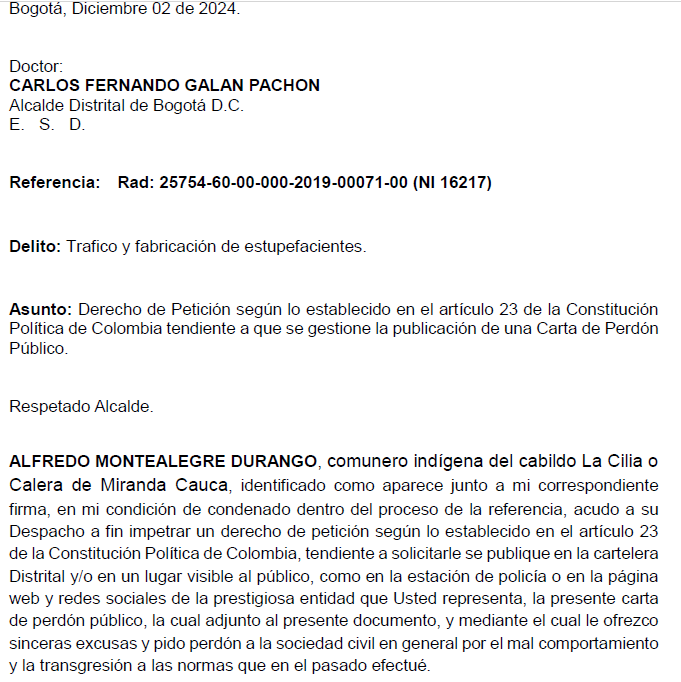 Bogotá, Diciembre 02 de 2024.
Doctor:
CARLOS FERNANDO GALAN PACHON
Alcalde Distrital de Bogotá D.C.
E. S. D.
Referencia: Rad: 25754-60-00-000-2019-00071-00 (NI 16217)
Delito: Trafico y fabricación de estupefacientes.
Asunto: Derecho de Petición según lo establecido en el artículo 23 de la Constitución
Política de Colombia tendiente a que se gestione la publicación de una Carta de Perdón
Público.
Respetado Alcalde.
ALFREDO MONTEALEGRE DURANGO, comunero indígena del cabildo La Cilia o
Calera de Miranda Cauca, identificado como aparece junto a mi correspondiente
firma, en mi condición de condenado dentro del proceso de la referencia, acudo a su
Despacho a fin impetrar un derecho de petición según lo establecido en el artículo 23
de la Constitución Política de Colombia, tendiente a solicitarle se publique en la cartelera
Distrital y/o en un lugar visible al público, como en la estación de policía o en la página
web y redes sociales de la prestigiosa entidad que Usted representa, la presente carta
de perdón público, la cual adjunto al presente documento, y mediante el cual le ofrezco
sinceras excusas y pido perdón a la sociedad civil en general por el mal comportamiento
y la transgresión a las normas que en el pasado efectué.